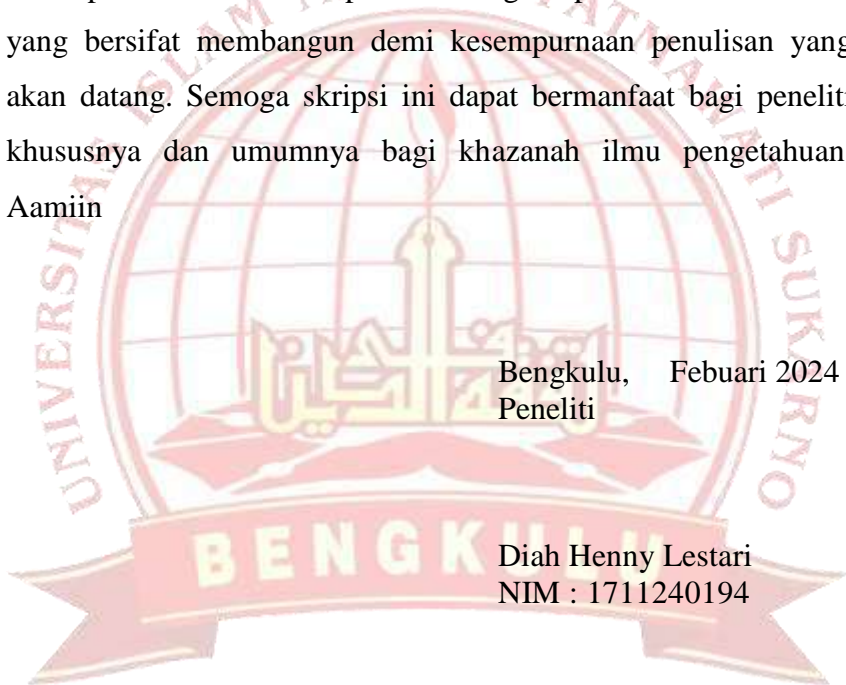 yang bersifat membangun demi kesempurnaan penulisan yang
akan datang. Semoga skripsi ini dapat bermanfaat bagi peneliti
khususnya dan umumnya bagi khazanah ilmu pengetahuan
Aamiin
Bengkulu, Febuari 2024
Peneliti
Diah Henny Lestari
NIM : 1711240194
UNIVERSITAS ISLAM
SUKARNO
BENGKULU